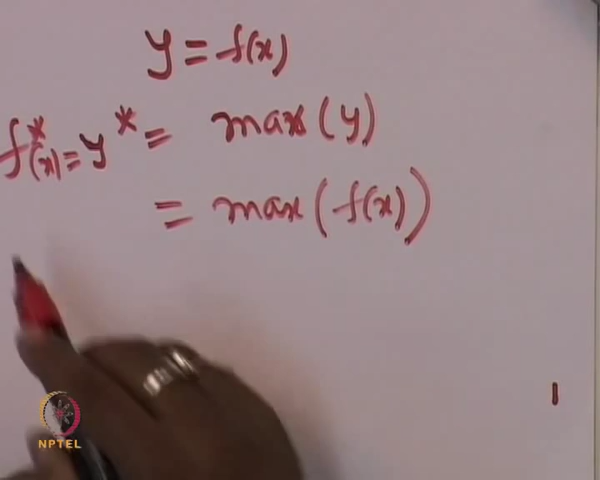 y = f(x)
f*(x) = y* = max(y)
= max(f(x))
NPTEL